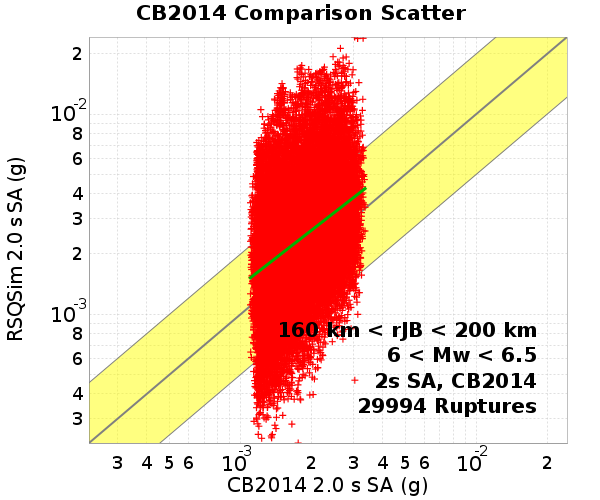 CB2014 Comparison Scatter
RSQSim 2.0 s SA (g)
2
10-2
8
6
4
3
2
10-3
8
6
4
3
160 km < rJB < 200 km
6 < Mw < 6.5
2s SA, CB2014
29994 Ruptures
3 4 5 6 10-3 2 3 4 5 6 10-2 2
CB2014 2.0 s SA (g)